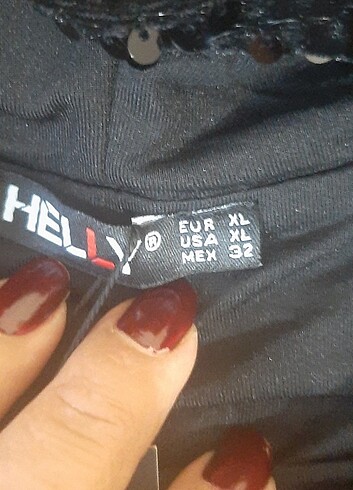 HELLY®
EUR XL
USA XL
MEX 32